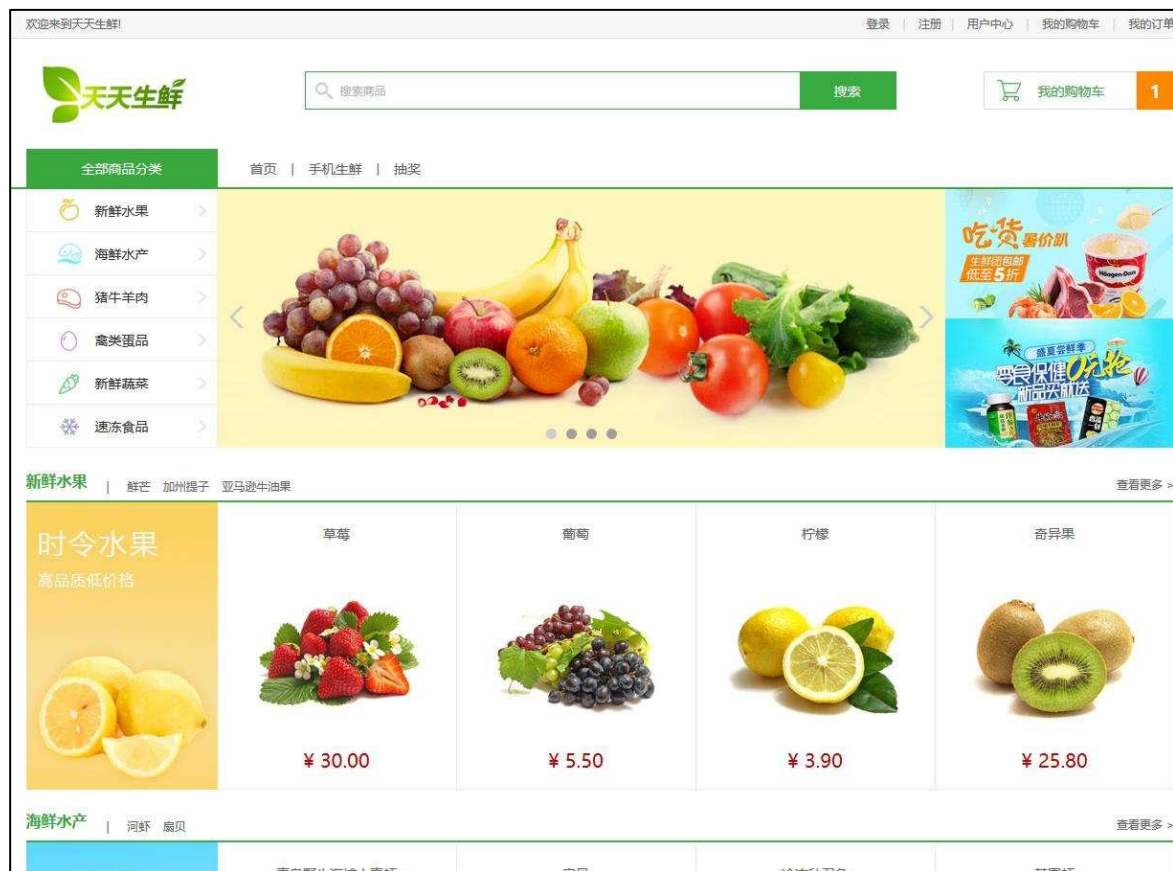 欢迎来到天天生鲜! 登录 | 注册 | 用户中心 | 我的购物车 | 我的订单
天天生鲜 搜索商品 搜索 我的购物车 1
全部商品分类 首页 | 手机生鲜 | 抽奖
新鲜水果
海鲜水产
猪牛羊肉
禽类蛋品
新鲜蔬菜
速冻食品
吃货暑价趴
生鲜团包邮
低至5折
Häagen-Dazs
盛夏尝鲜季
零食保健0元抢
新品买就送
新鲜水果 | 鲜芒 加州提子 亚马逊牛油果 查看更多 >
时令水果
高品质低价格
草莓 葡萄 柠檬 奇异果
¥ 30.00 ¥ 5.50 ¥ 3.90 ¥ 25.80
海鲜水产 | 河虾 扇贝 查看更多 >